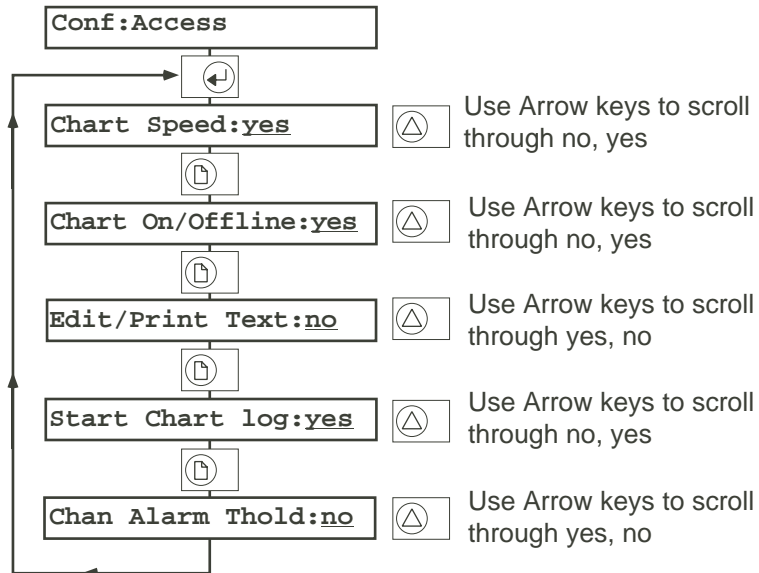 Conf:Access
Chart Speed:yes
Use Arrow keys to scroll
through no, yes
Chart On/Offline:yes
Use Arrow keys to scroll
through no, yes
Edit/Print Text:no
Use Arrow keys to scroll
through yes, no
Start Chart log:yes
Use Arrow keys to scroll
through no, yes
Chan Alarm Thold:no
Use Arrow keys to scroll
through yes, no